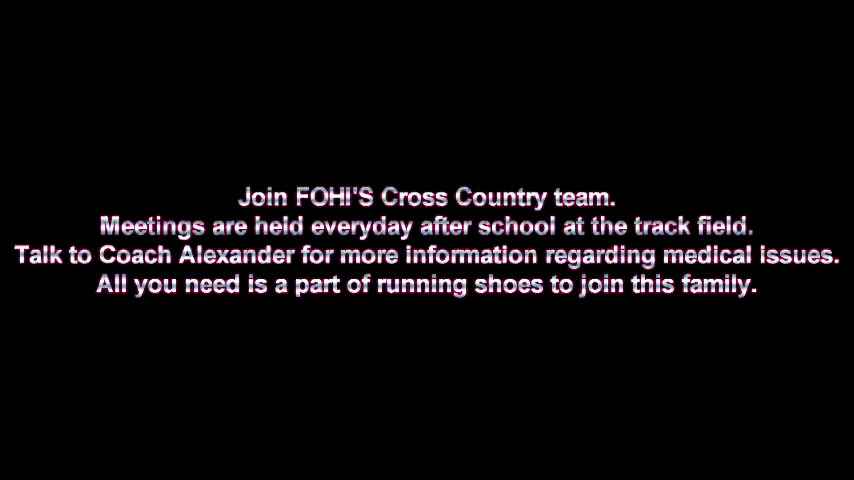 Join FOHI'S Cross Country team.
Meetings are held everyday after school at the track field.
Talk to Coach Alexander for more information regarding medical issues.
All you need is a part of running shoes to join this family.